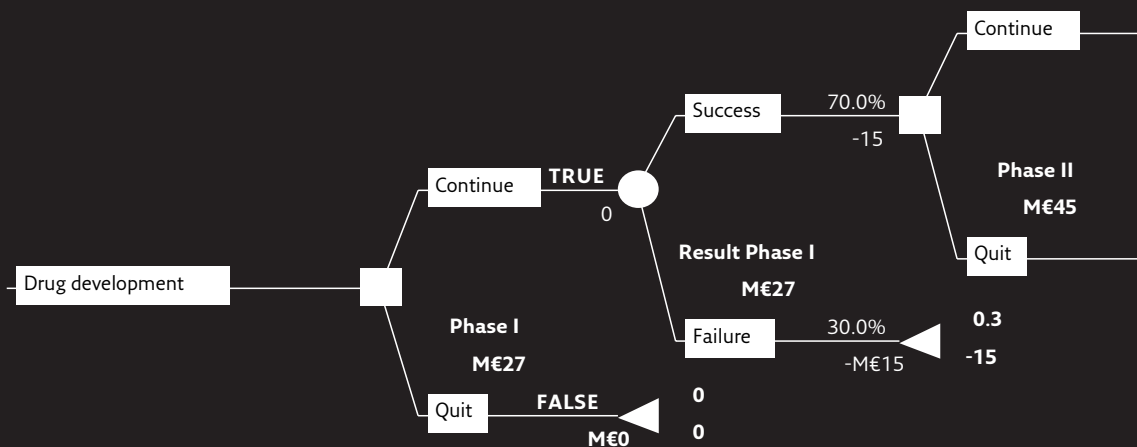 Continue
Success
70.0%
-15
Phase II
M€45
Continue
TRUE
0
Quit
Result Phase I
M€27
Drug development
Phase I
M€27
Failure
30.0%
-M€15
0.3
-15
Quit
FALSE
M€0
0
0